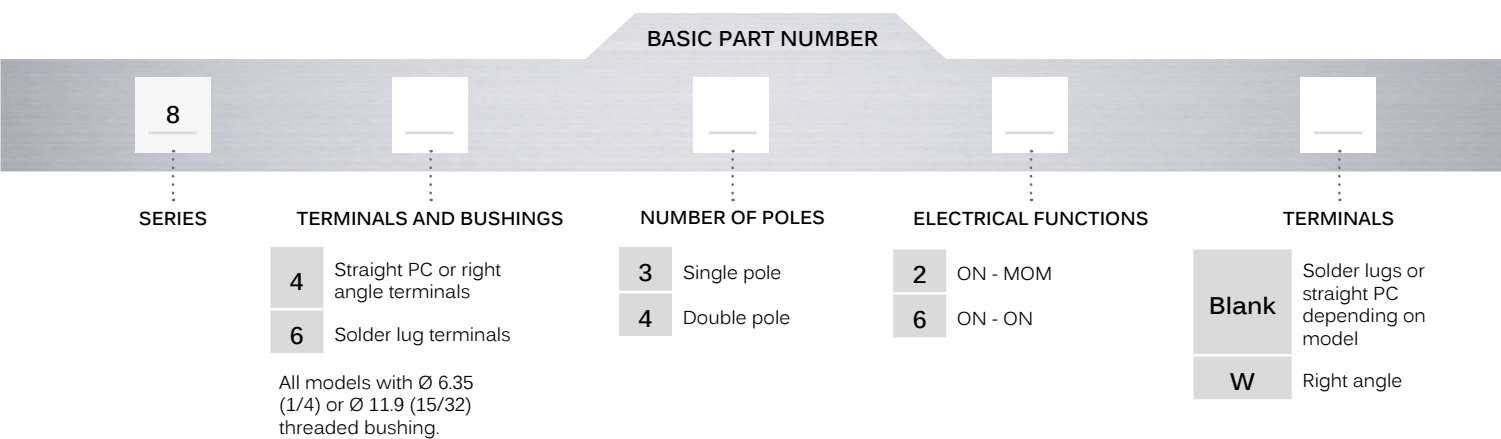 BASIC PART NUMBER
8
SERIES
TERMINALS AND BUSHINGS
4
Straight PC or right
angle terminals
6
Solder lug terminals
All models with Ø 6.35
(1/4) or Ø 11.9 (15/32)
threaded bushing.
NUMBER OF POLES
3
Single pole
4
Double pole
ELECTRICAL FUNCTIONS
2
ON - MOM
6
ON - ON
TERMINALS
Blank
Solder lugs or
straight PC
depending on
model
W
Right angle